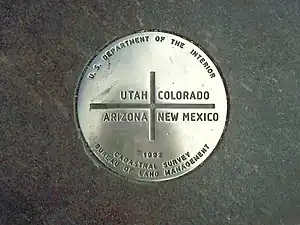 U.S. DEPARTMENT OF THE INTERIOR
UTAH COLORADO
ARIZONA NEW MEXICO
1992
CADASTRAL SURVEY
BUREAU OF LAND MANAGEMENT